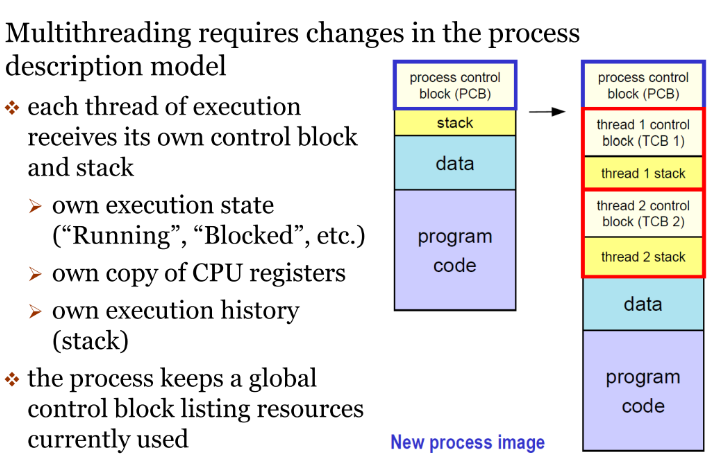 Multithreading requires changes in the process
description model
each thread of execution
receives its own control block
and stack
own execution state
(“Running”, “Blocked”, etc.)
own copy of CPU registers
own execution history
(stack)
the process keeps a global
control block listing resources
currently used
process control
block (PCB)
stack
data
program
code
process control
block (PCB)
thread 1 control
block (TCB 1)
thread 1 stack
thread 2 control
block (TCB 2)
thread 2 stack
data
program
code
New process image